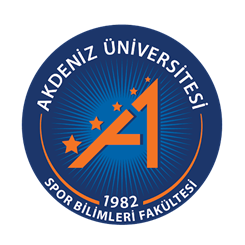 AKDENİZ ÜNİVERSİTESİ
1982
SPOR BİLİMLERİ FAKÜLTESİ